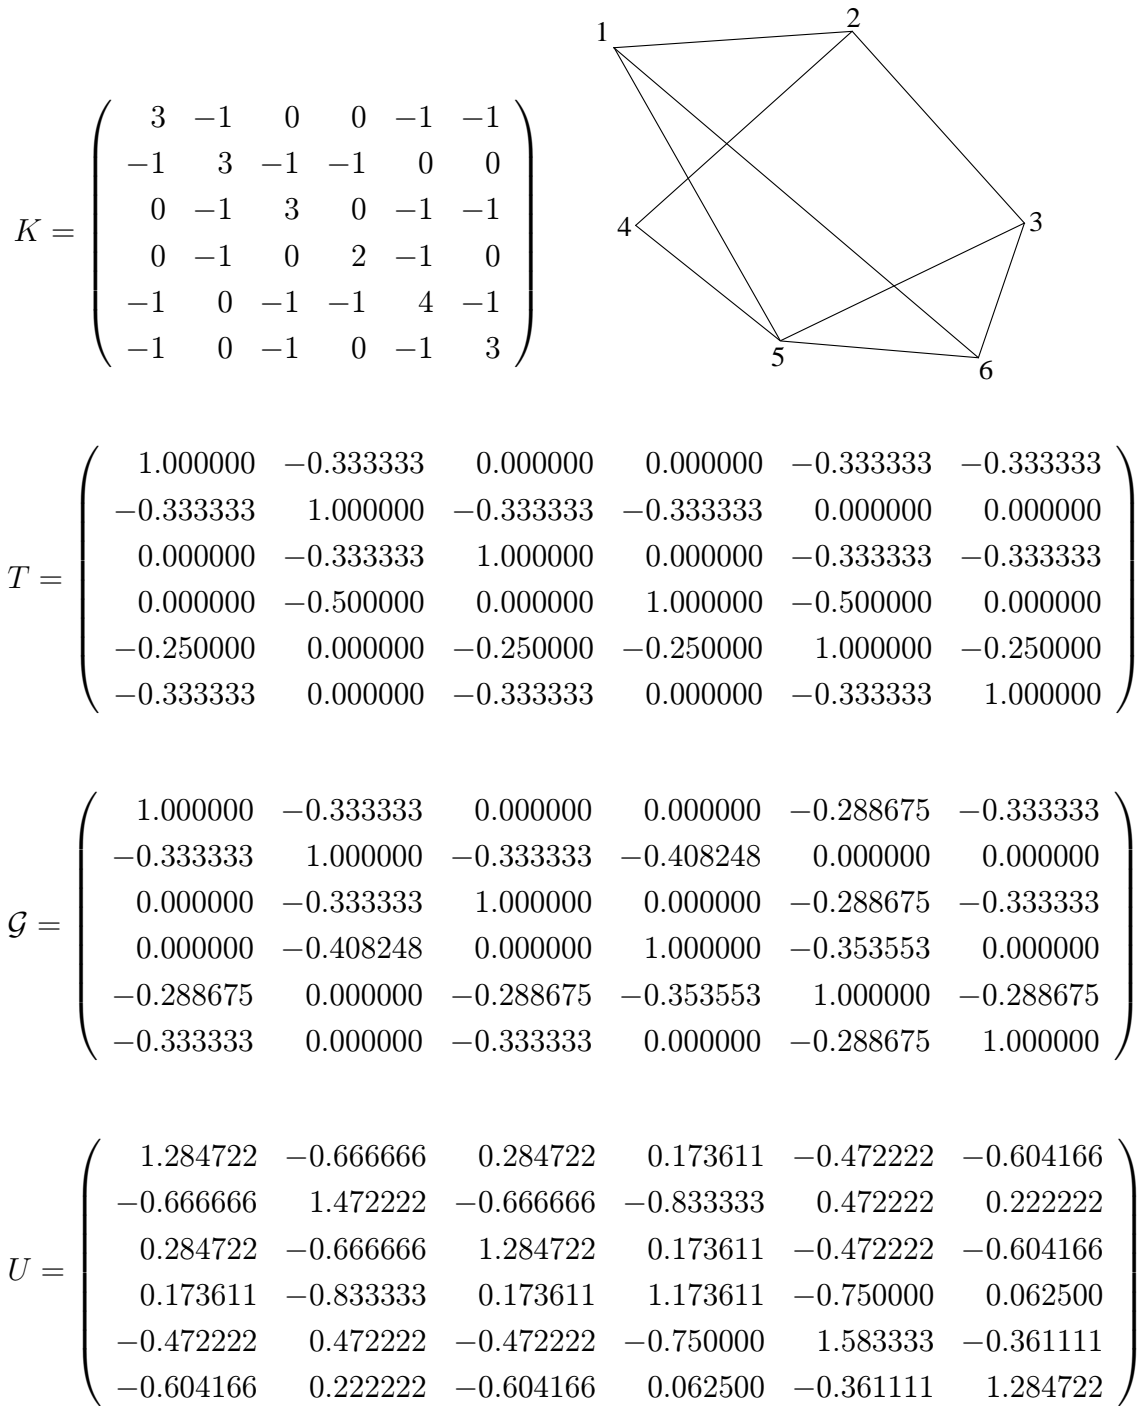 1 2
3 −1 0 0 −1 −1
−1 3 −1 −1 0 0
0 −1 3 0 −1 −1
K =
0 −1 0 2 −1 0
−1 0 −1 −1 4 −1
−1 0 −1 0 −1 3
4 3
5 6
1.000000 −0.333333 0.000000 0.000000 −0.333333 −0.333333
−0.333333 1.000000 −0.333333 −0.333333 0.000000 0.000000
0.000000 −0.333333 1.000000 0.000000 −0.333333 −0.333333
T =
0.000000 −0.500000 0.000000 1.000000 −0.500000 0.000000
−0.250000 0.000000 −0.250000 −0.250000 1.000000 −0.250000
−0.333333 0.000000 −0.333333 0.000000 −0.333333 1.000000
1.000000 −0.333333 0.000000 0.000000 −0.288675 −0.333333
−0.333333 1.000000 −0.333333 −0.408248 0.000000 0.000000
0.000000 −0.333333 1.000000 0.000000 −0.288675 −0.333333
𝒢 =
0.000000 −0.408248 0.000000 1.000000 −0.353553 0.000000
−0.288675 0.000000 −0.288675 −0.353553 1.000000 −0.288675
−0.333333 0.000000 −0.333333 0.000000 −0.288675 1.000000
1.284722 −0.666666 0.284722 0.173611 −0.472222 −0.604166
−0.666666 1.472222 −0.666666 −0.833333 0.472222 0.222222
0.284722 −0.666666 1.284722 0.173611 −0.472222 −0.604166
U =
0.173611 −0.833333 0.173611 1.173611 −0.750000 0.062500
−0.472222 0.472222 −0.472222 −0.750000 1.583333 −0.361111
−0.604166 0.222222 −0.604166 0.062500 −0.361111 1.284722